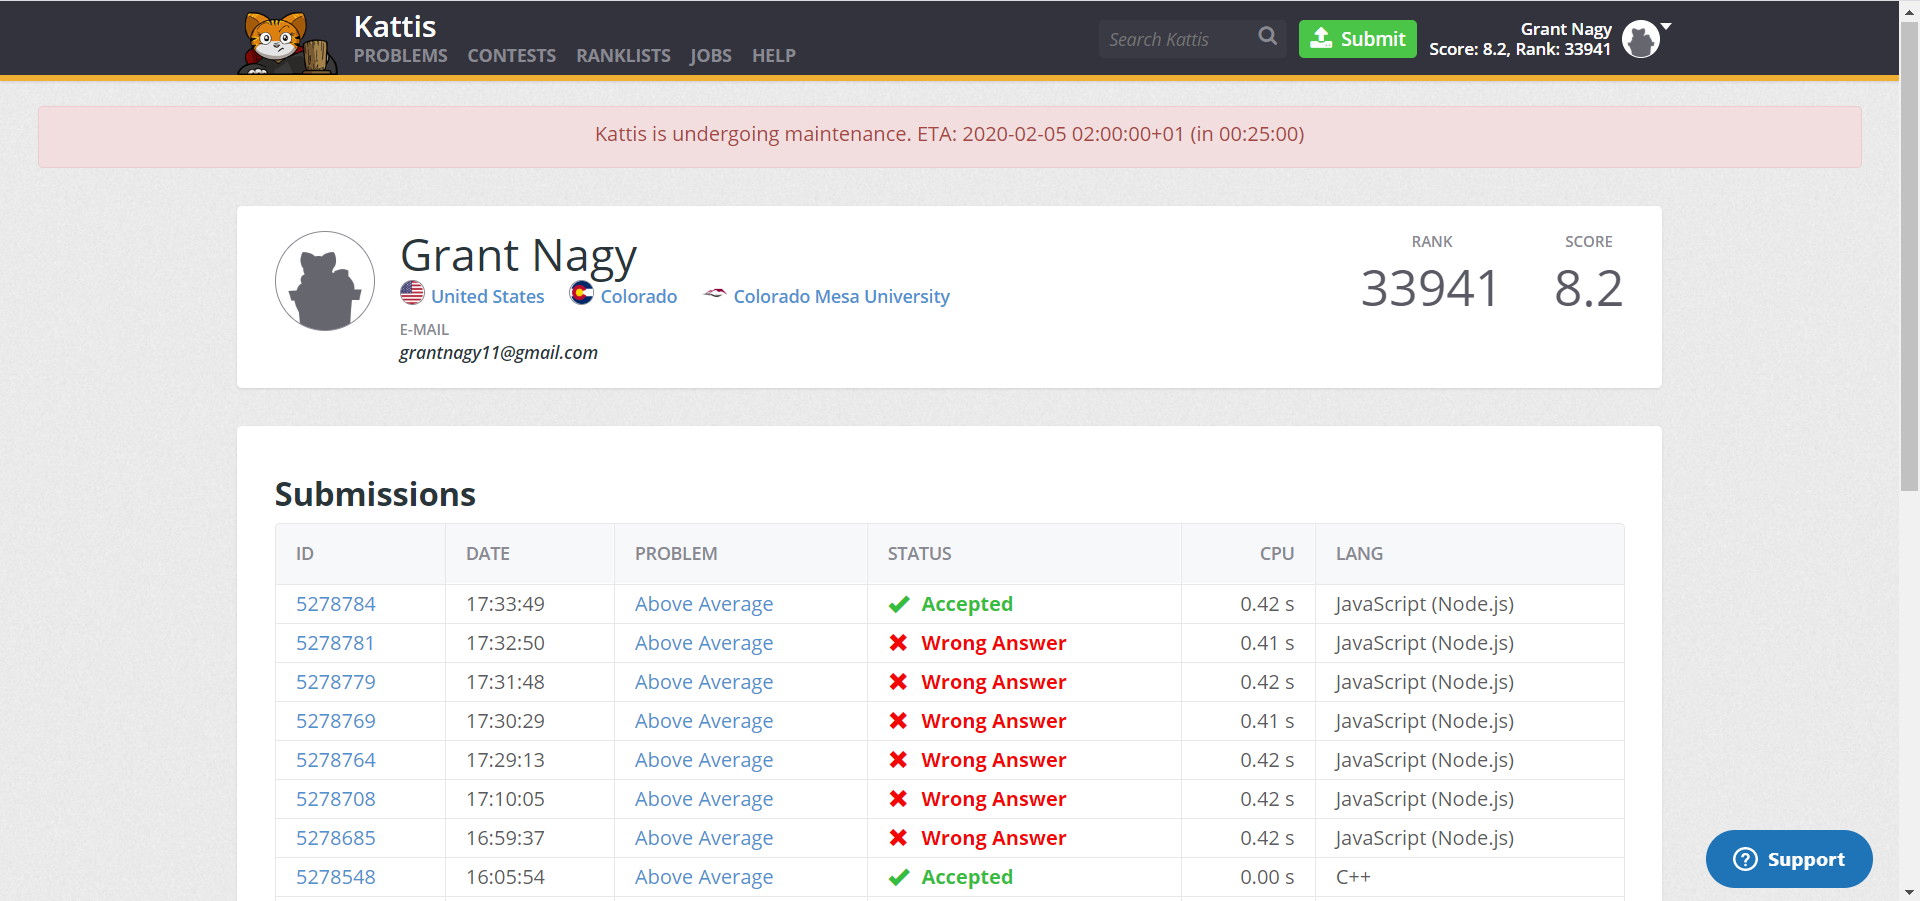 Kattis
PROBLEMS CONTESTS RANKLISTS JOBS HELP
Search Kattis
Submit
Grant Nagy
Score: 8.2, Rank: 33941
Kattis is undergoing maintenance. ETA: 2020-02-05 02:00:00+01 (in 00:25:00)
Grant Nagy
United States Colorado Colorado Mesa University
E-MAIL
grantnagy11@gmail.com
RANK SCORE
33941 8.2
Submissions
ID DATE PROBLEM STATUS CPU LANG
5278784 17:33:49 Above Average Accepted 0.42 s JavaScript (Node.js)
5278781 17:32:50 Above Average Wrong Answer 0.41 s JavaScript (Node.js)
5278779 17:31:48 Above Average Wrong Answer 0.42 s JavaScript (Node.js)
5278769 17:30:29 Above Average Wrong Answer 0.41 s JavaScript (Node.js)
5278764 17:29:13 Above Average Wrong Answer 0.42 s JavaScript (Node.js)
5278708 17:10:05 Above Average Wrong Answer 0.42 s JavaScript (Node.js)
5278685 16:59:37 Above Average Wrong Answer 0.42 s JavaScript (Node.js)
5278548 16:05:54 Above Average Accepted 0.00 s C++
Support